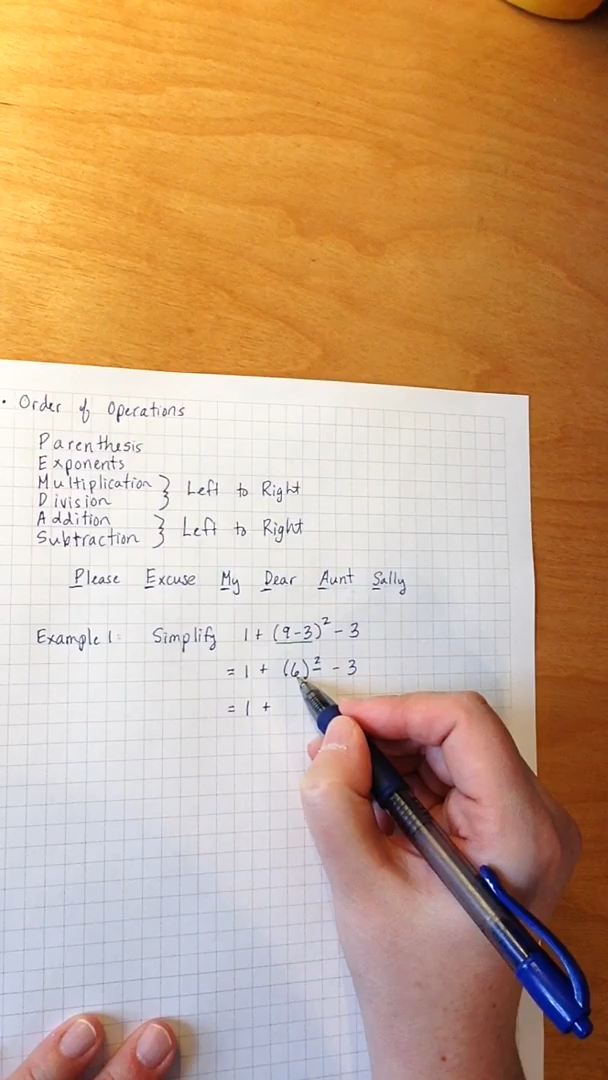 • Order of Operations
Parenthesis
Exponents
Multiplication } Left to Right
Division
Addition } Left to Right
Subtraction
Please Excuse My Dear Aunt Sally
Example 1: Simplify 1 + (9-3)² - 3
= 1 + (6)² - 3
= 1 +